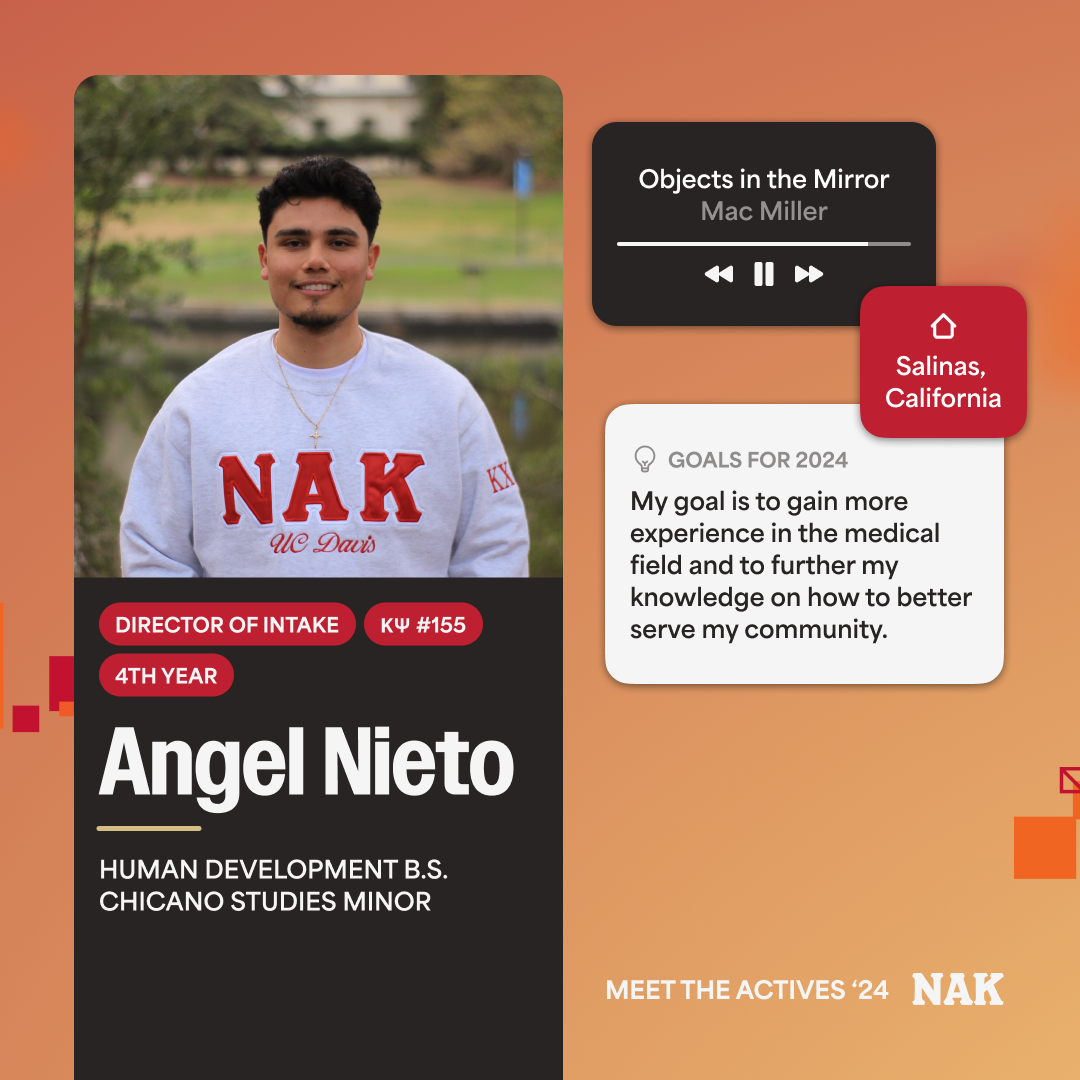 NAK
UC Davis
KX
DIRECTOR OF INTAKE
ΚΨ #155
4TH YEAR
Angel Nieto
HUMAN DEVELOPMENT B.S.
CHICANO STUDIES MINOR
Objects in the Mirror
Mac Miller
Salinas,
California
GOALS FOR 2024
My goal is to gain more
experience in the medical
field and to further my
knowledge on how to better
serve my community.
MEET THE ACTIVES ‘24
NAK